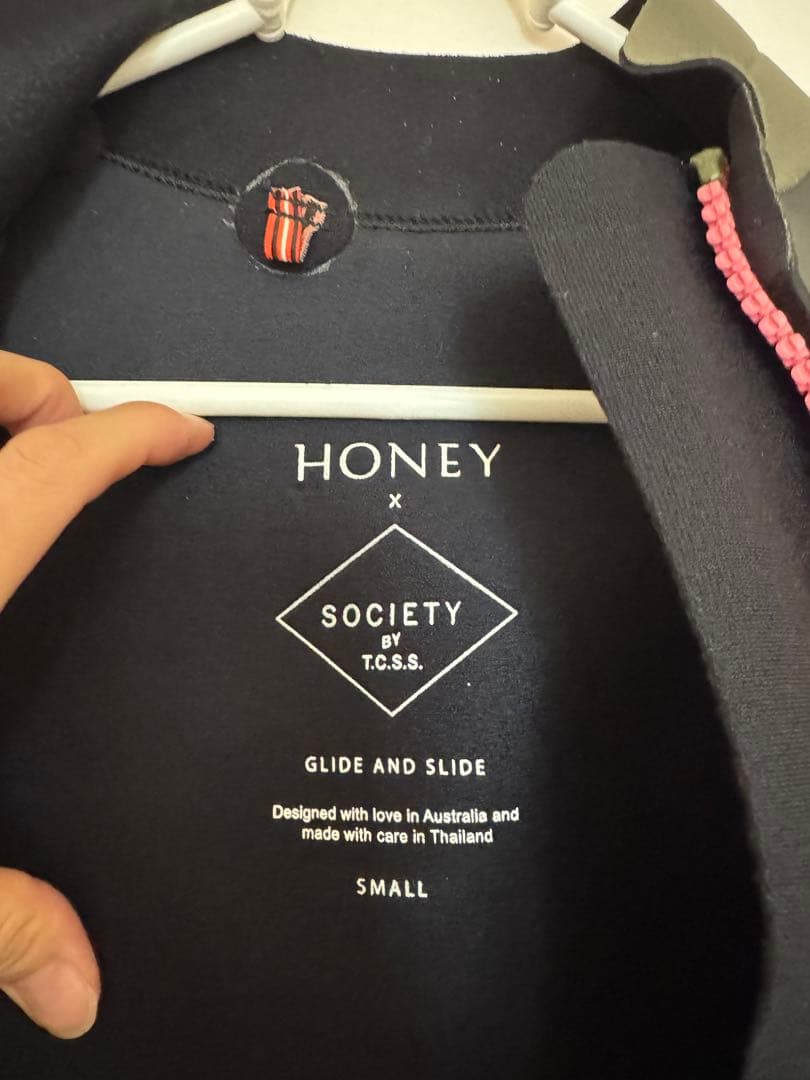 HONEY
X
SOCIETY
BY
T.C.S.S.
GLIDE AND SLIDE
Designed with love in Australia and
made with care in Thailand
SMALL